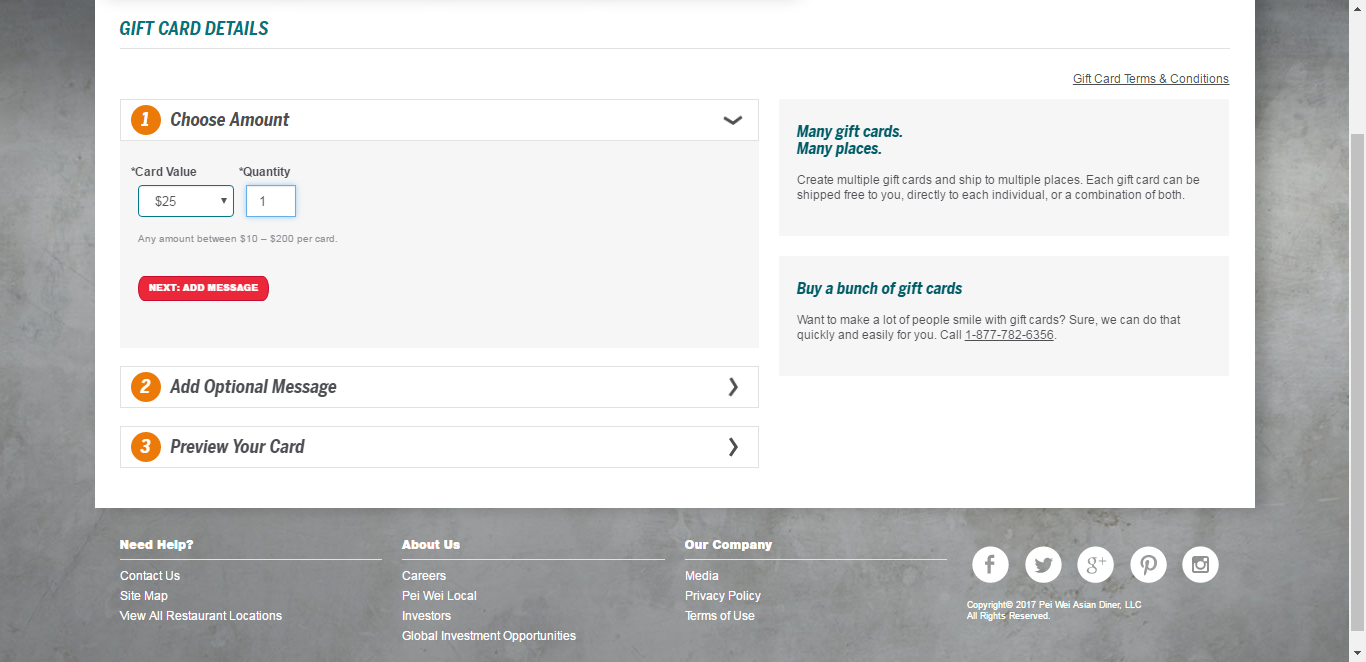 GIFT CARD DETAILS
Gift Card Terms & Conditions
1 Choose Amount
*Card Value *Quantity
$25 1
Any amount between $10 – $200 per card.
NEXT: ADD MESSAGE
2 Add Optional Message
3 Preview Your Card
Many gift cards.
Many places.
Create multiple gift cards and ship to multiple places. Each gift card can be
shipped free to you, directly to each individual, or a combination of both.
Buy a bunch of gift cards
Want to make a lot of people smile with gift cards? Sure, we can do that
quickly and easily for you. Call 1-877-782-6356.
Need Help?
Contact Us
Site Map
View All Restaurant Locations
About Us
Careers
Pei Wei Local
Investors
Global Investment Opportunities
Our Company
Media
Privacy Policy
Terms of Use
f g+
Copyright© 2017 Pei Wei Asian Diner, LLC
All Rights Reserved.